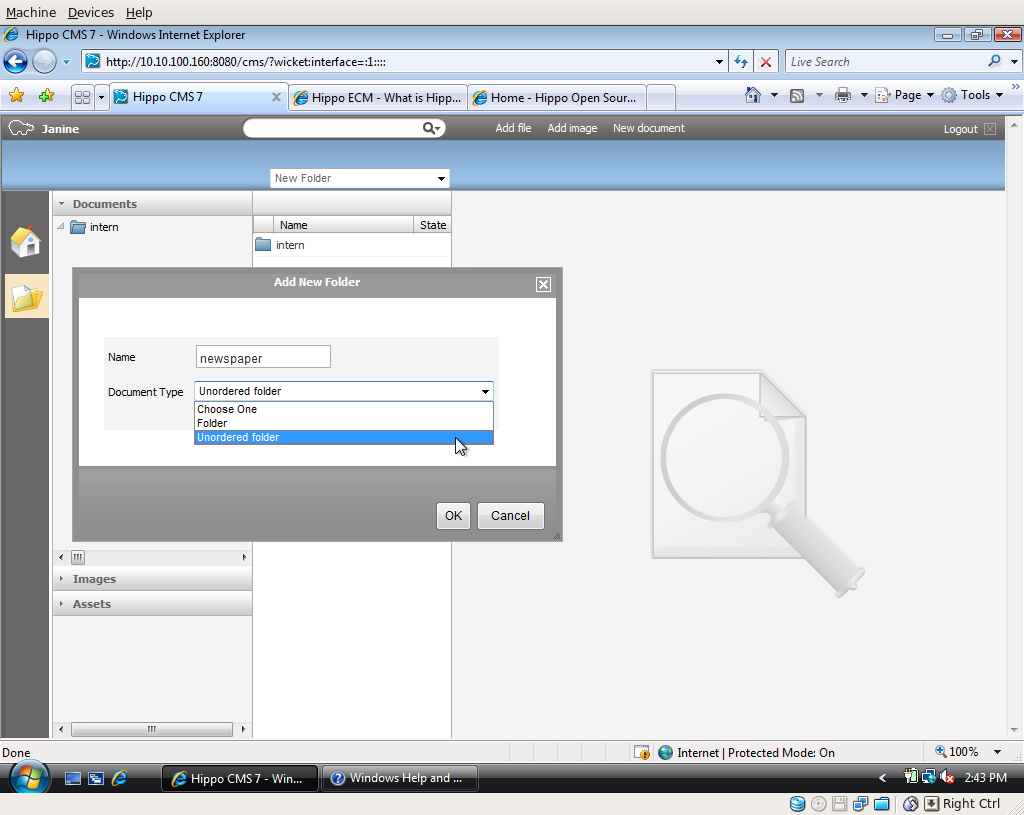 Machine Devices Help
Hippo CMS 7 - Windows Internet Explorer
http://10.10.100.160:8080/cms/?wicket:interface=:1::::
Live Search
Hippo CMS 7
Hippo ECM - What is Hipp...
Home - Hippo Open Sour...
Page
Tools
Janine
Add file Add image New document
Logout
New Folder
Documents
Name State
intern
intern
Add New Folder
Name
newspaper
Document Type
Unordered folder
Choose One
Folder
Unordered folder
OK Cancel
Images
Assets
Done
Internet | Protected Mode: On
100%
Hippo CMS 7 - Win...
Windows Help and ...
2:43 PM
Right Ctrl